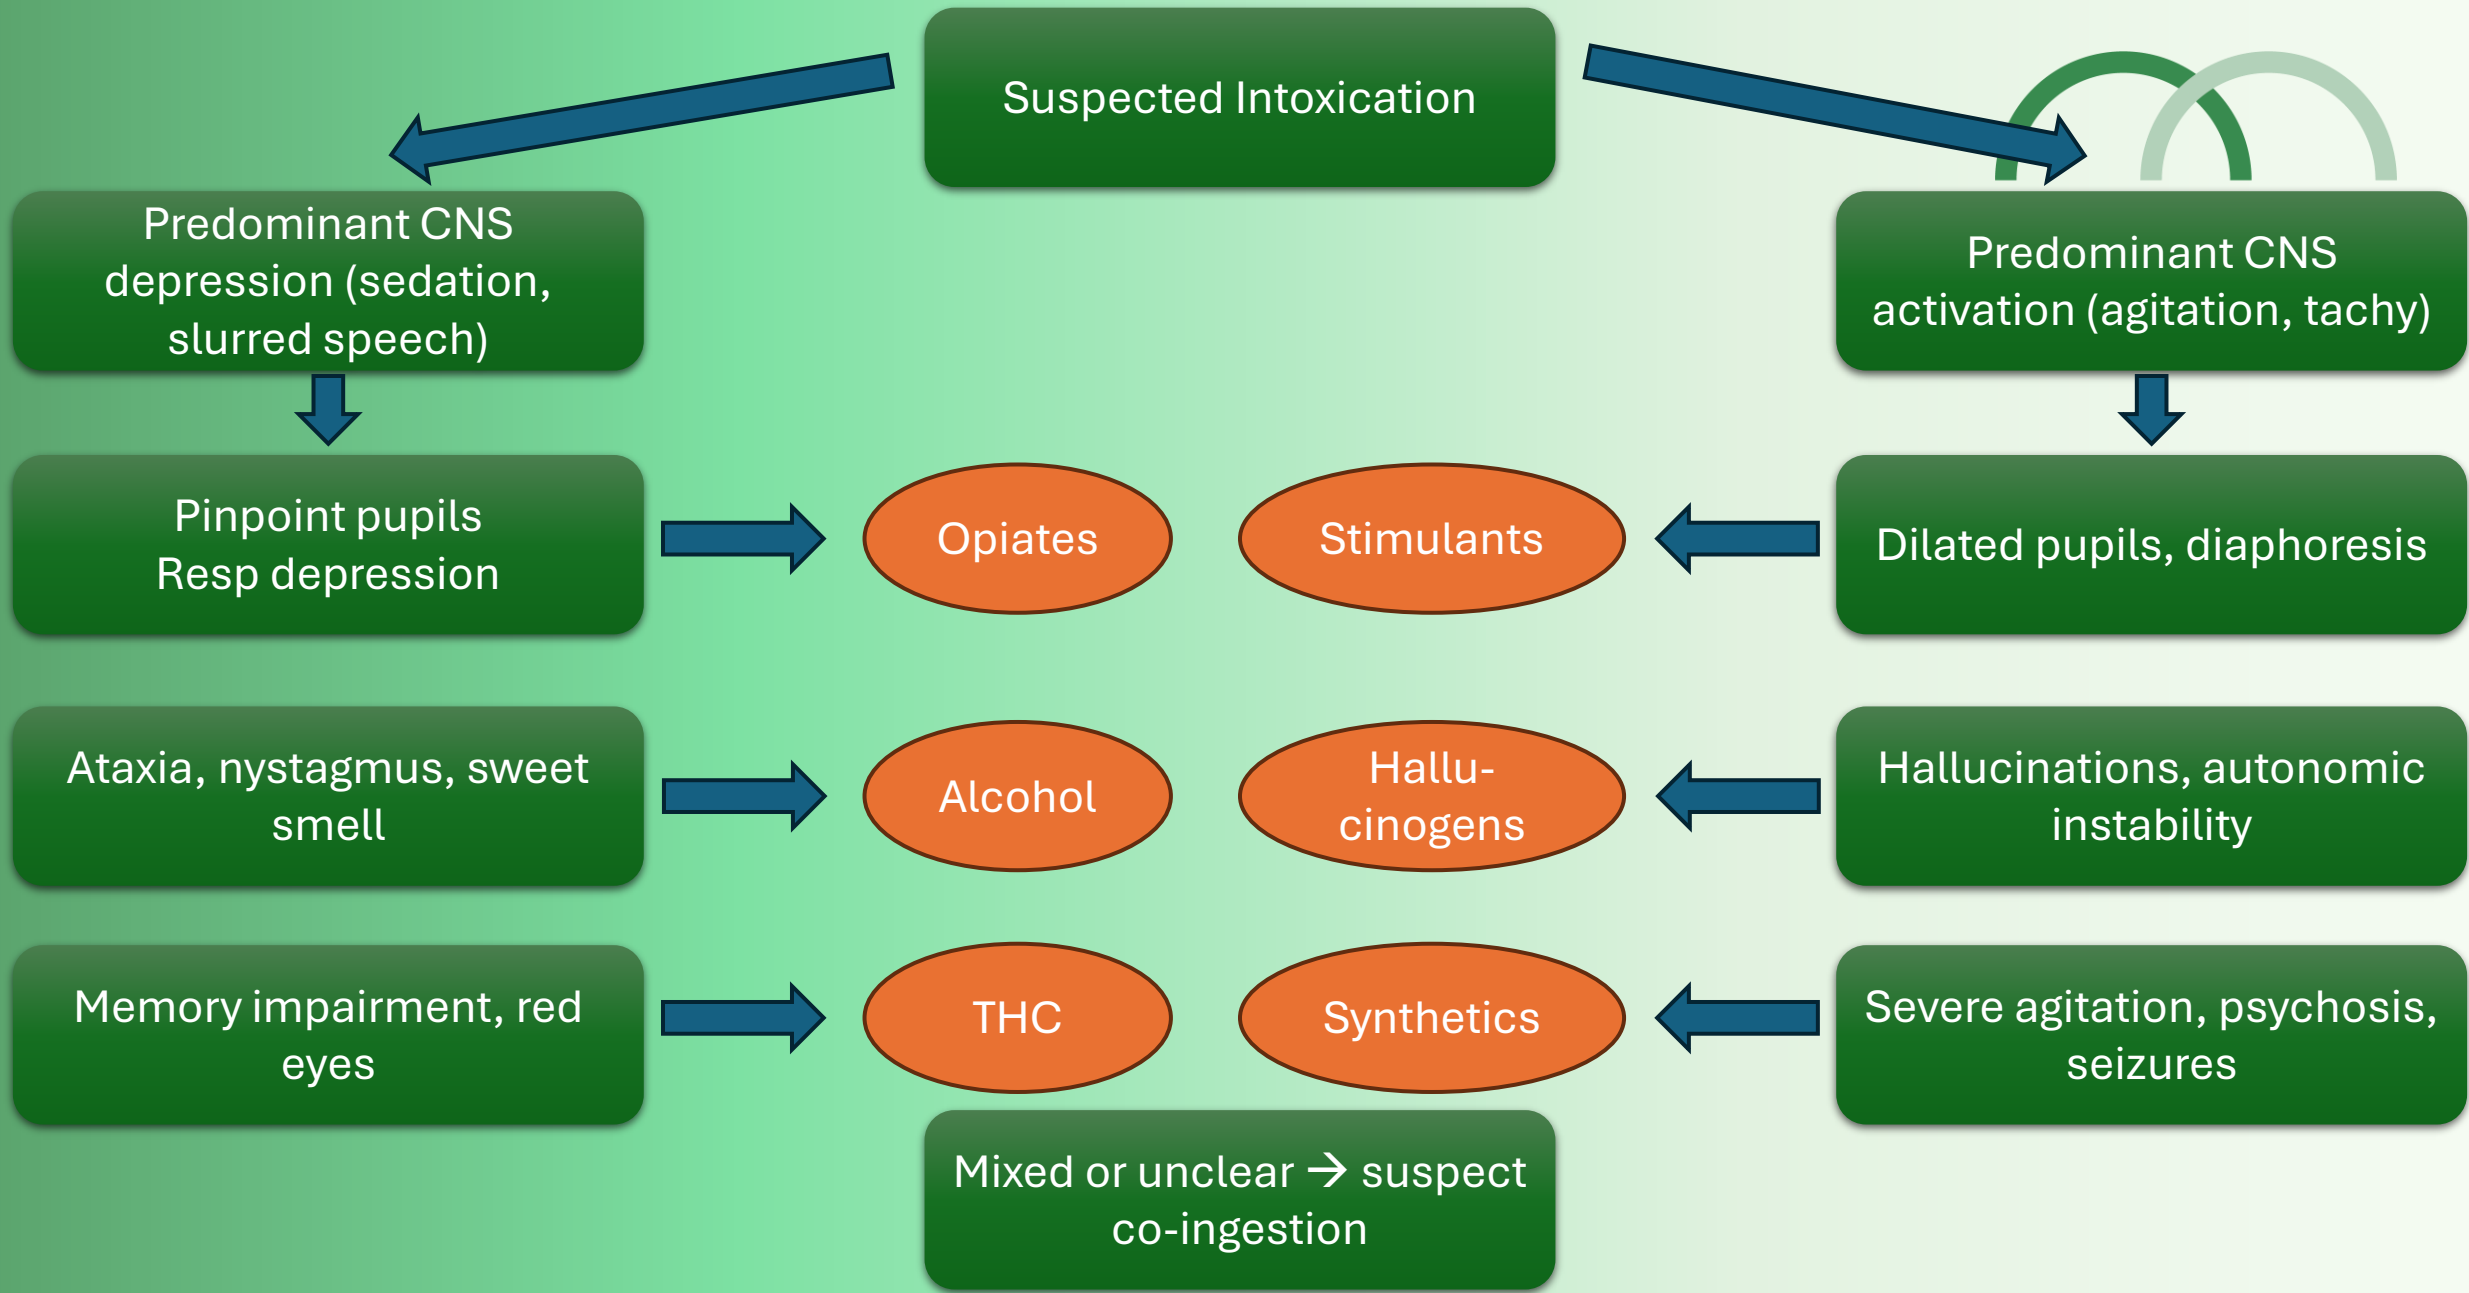 Suspected Intoxication
Predominant CNS
depression (sedation,
slurred speech)
Predominant CNS
activation (agitation, tachy)
Pinpoint pupils
Resp depression
Opiates
Stimulants
Dilated pupils, diaphoresis
Ataxia, nystagmus, sweet
smell
Alcohol
Hallu-
cinogens
Hallucinations, autonomic
instability
Memory impairment, red
eyes
THC
Synthetics
Severe agitation, psychosis,
seizures
Mixed or unclear → suspect
co-ingestion